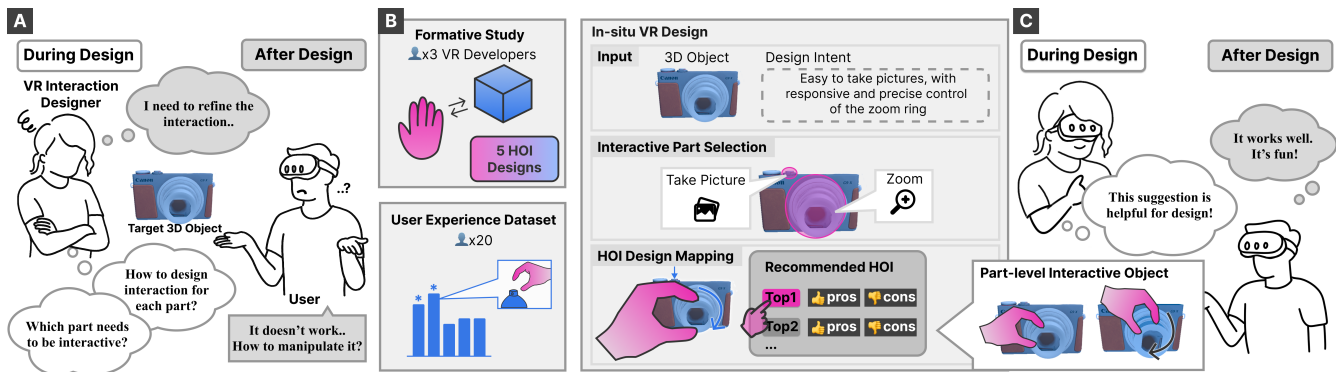 A
During Design
After Design
VR Interaction
Designer
I need to refine the
interaction..
Canon
..?
Target 3D Object
How to design
interaction for
each part?
Which part needs
to be interactive?
User
It doesn't work..
How to manipulate it?
B
Formative Study
x3 VR Developers
5 HOI
Designs
User Experience Dataset
x20
* *
In-situ VR Design
Input
3D Object
Canon
Design Intent
Easy to take pictures, with
responsive and precise control
of the zoom ring
Interactive Part Selection
Take Picture
Zoom
HOI Design Mapping
Recommended HOI
Top1 pros cons
Top2 pros cons
...
C
During Design
After Design
It works well.
It's fun!
This suggestion is
helpful for design!
Part-level Interactive Object